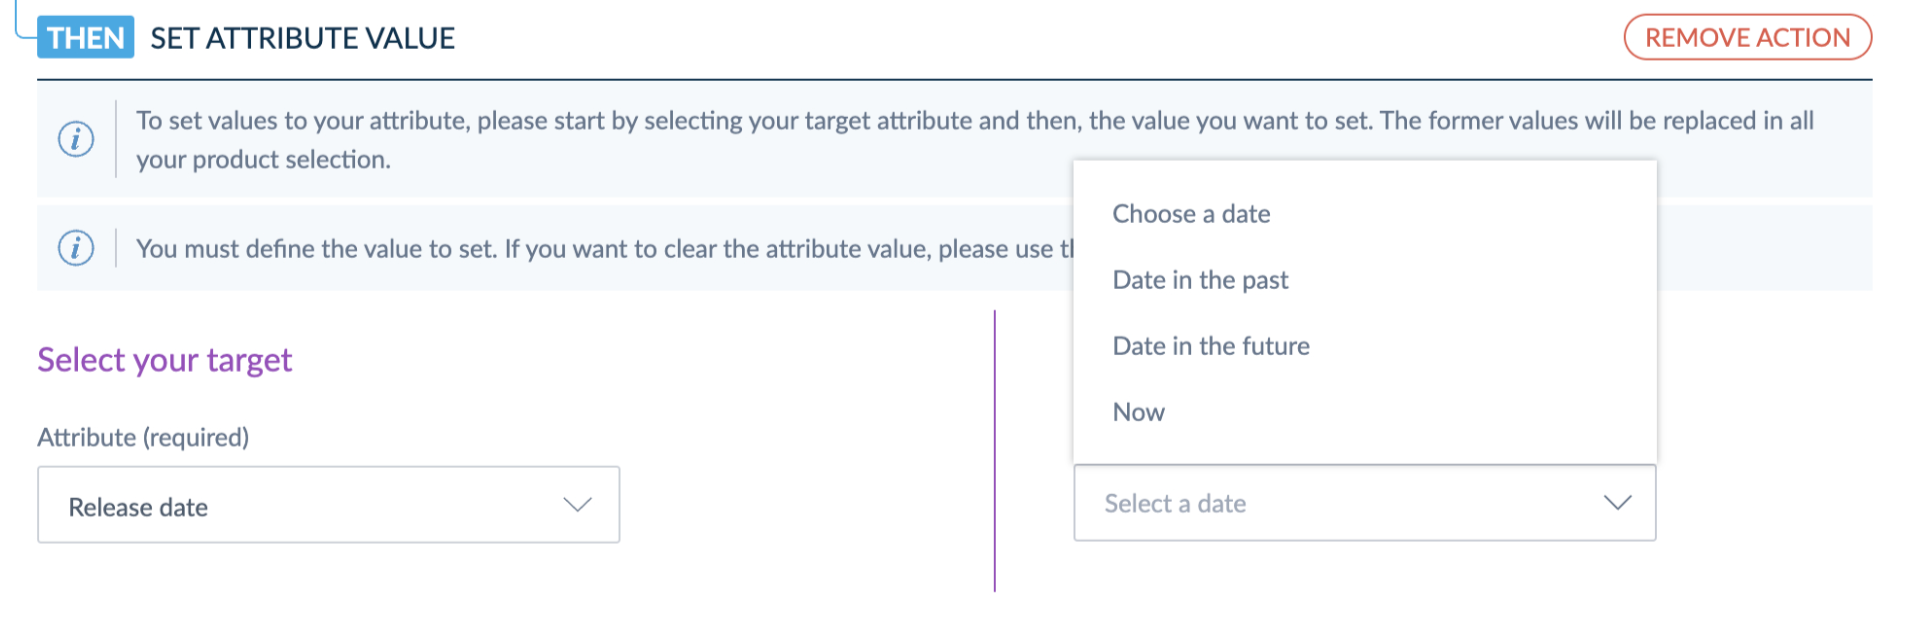 THEN SET ATTRIBUTE VALUE
REMOVE ACTION
To set values to your attribute, please start by selecting your target attribute and then, the value you want to set. The former values will be replaced in all
your product selection.
You must define the value to set. If you want to clear the attribute value, please use
Choose a date
Date in the past
Date in the future
Now
Select your target
Attribute (required)
Release date
Select a date